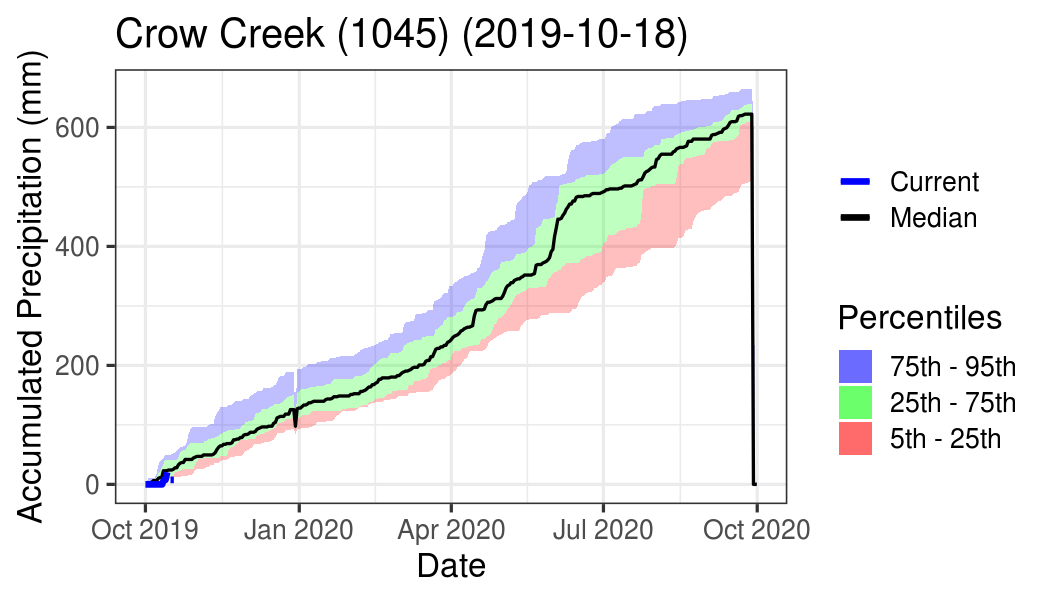 Crow Creek (1045) (2019-10-18)
Accumulated Precipitation (mm)
600
400
200
0
Oct 2019
Jan 2020
Apr 2020
Jul 2020
Oct 2020
Date
Current
Median
Percentiles
75th - 95th
25th - 75th
5th - 25th